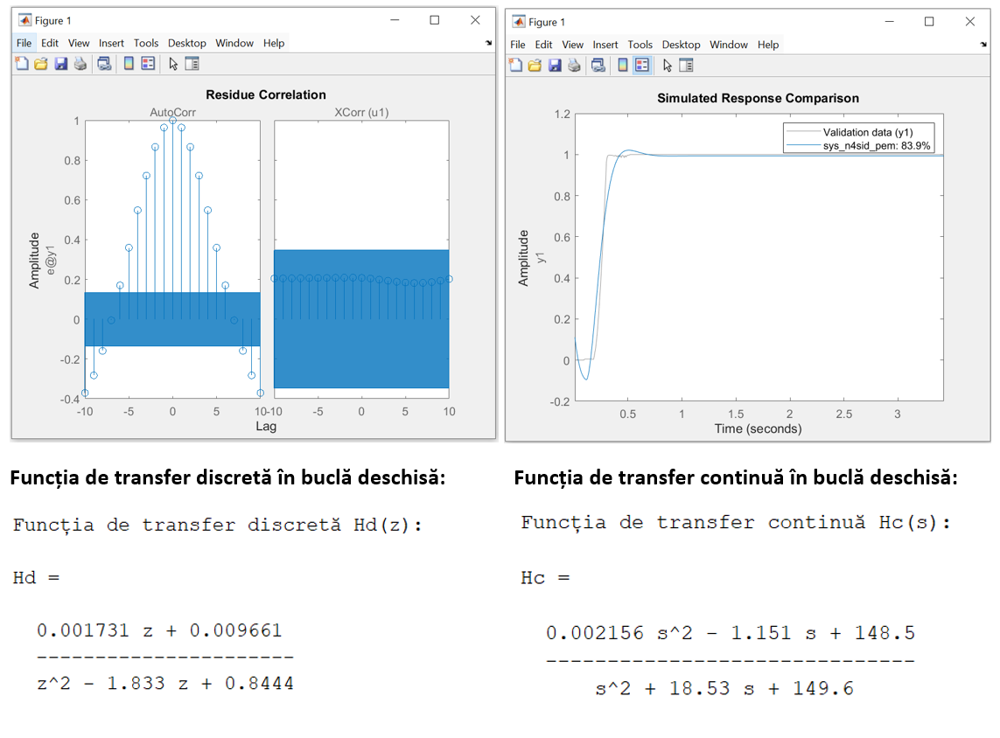 Figure 1
File Edit View Insert Tools Desktop Window Help
Residue Correlation
AutoCorr
XCorr (u1)
1
0.8
0.6
0.4
0.2
0
-0.2
-0.4
Amplitude
e@y1
-10 -5 0 5 10
-10 -5 0 5 10
Lag
Figure 1
File Edit View Insert Tools Desktop Window Help
Simulated Response Comparison
Validation data (y1)
sys_n4sid_pem: 83.9%
1.2
1
0.8
0.6
0.4
0.2
0
-0.2
Amplitude
y1
0.5 1 1.5 2 2.5 3
Time (seconds)
Funcția de transfer discretă în buclă deschisă:
Funcția de transfer discretă Hd(z):
Hd =
0.001731 z + 0.009661
----------------------
z^2 - 1.833 z + 0.8444
Funcția de transfer continuă în buclă deschisă:
Funcția de transfer continuă Hc(s):
Hc =
0.002156 s^2 - 1.151 s + 148.5
------------------------------
s^2 + 18.53 s + 149.6